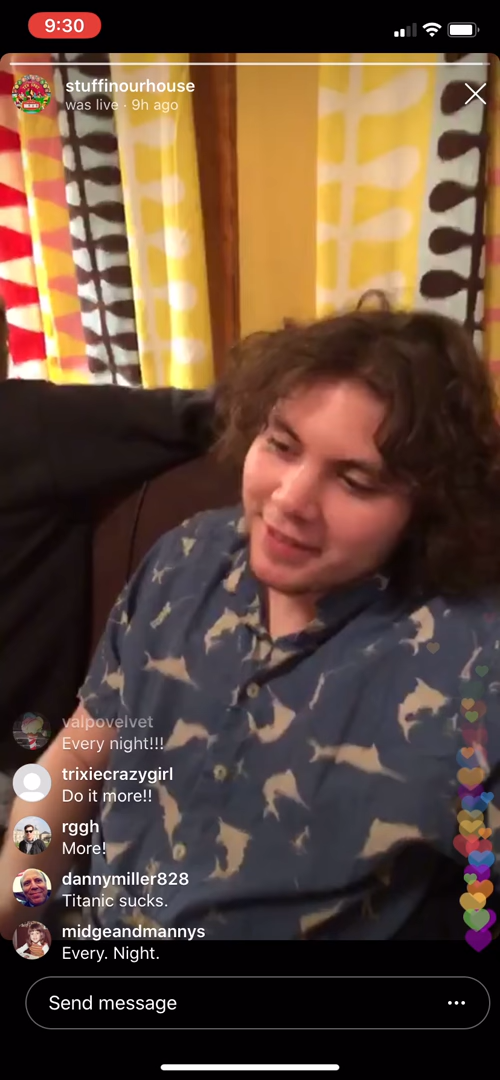 9:30
stuffinourhouse
was live · 9h ago
valpovelvet
Every night!!!
trixiecrazygirl
Do it more!!
rggh
More!
dannymiller828
Titanic sucks.
midgeandmannys
Every. Night.
Send message